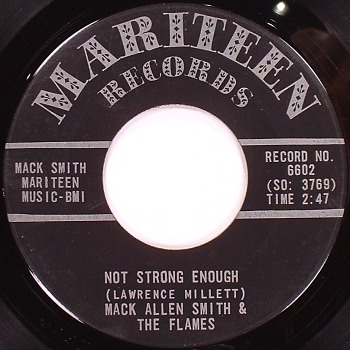 MARITEEN
RECORDS
MACK SMITH
MARITEEN
MUSIC-BMI
RECORD NO.
6602
(SO: 3769)
TIME 2:47
NOT STRONG ENOUGH
(LAWRENCE MILLETT)
MACK ALLEN SMITH &
THE FLAMES